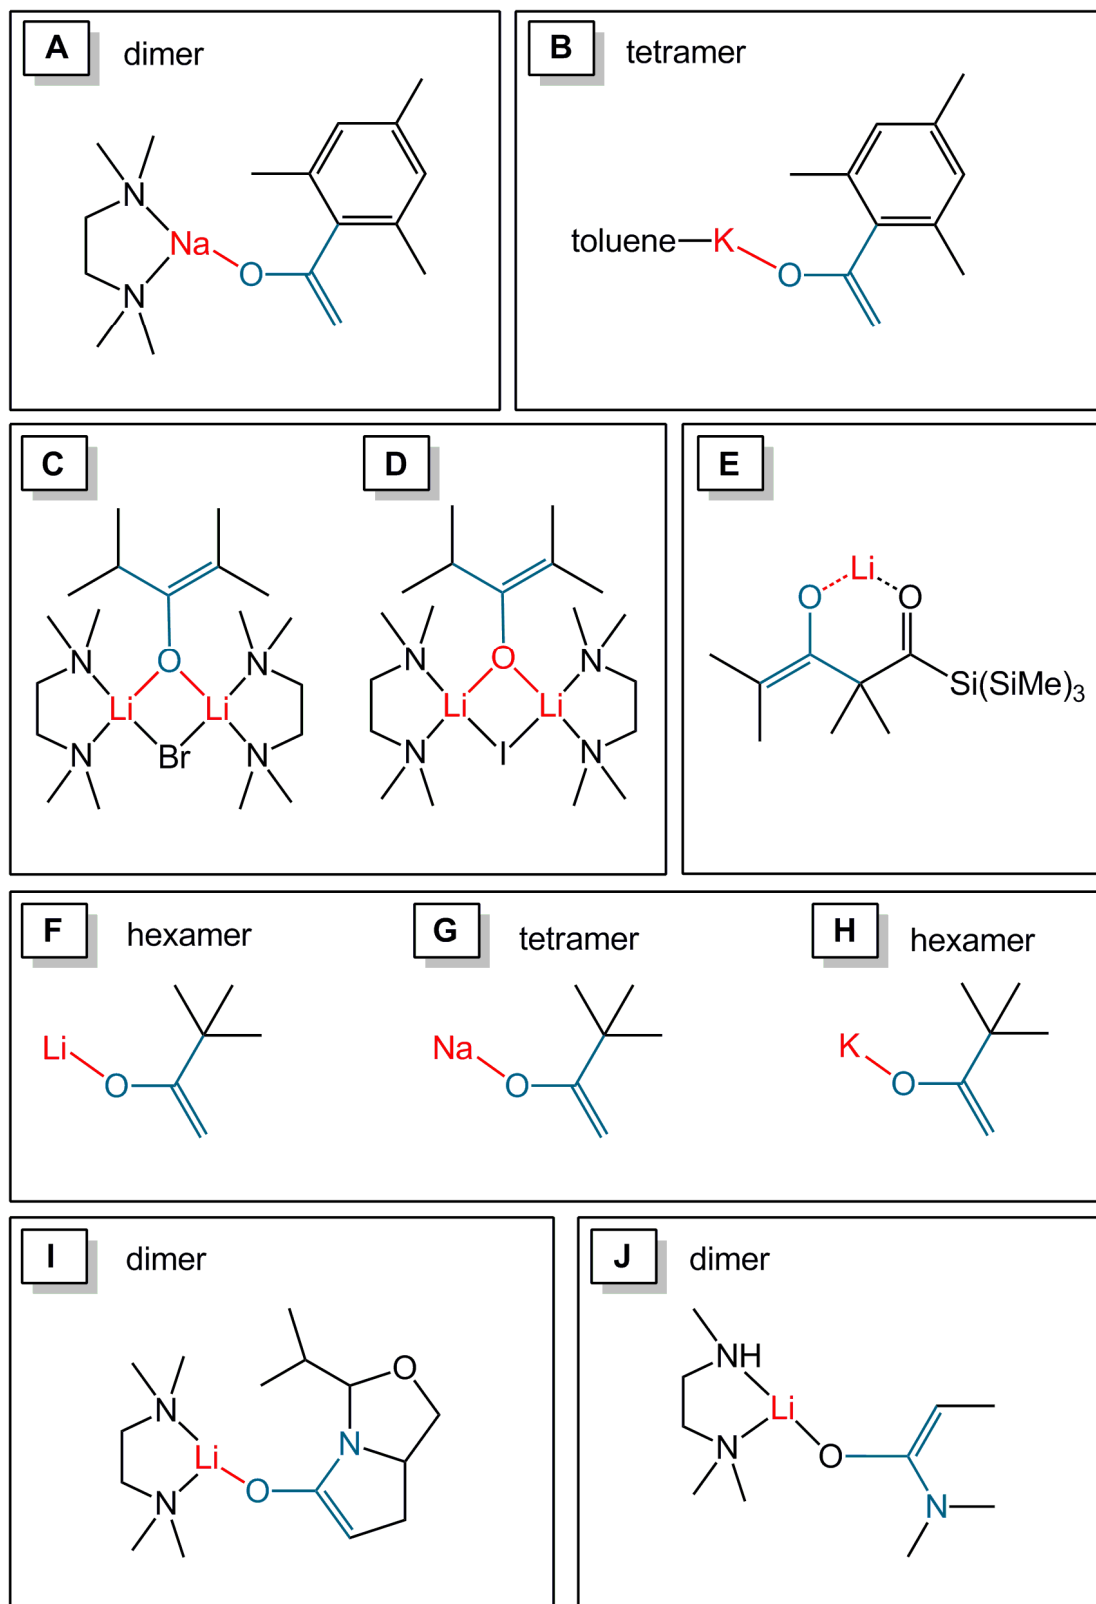 A dimer
B tetramer
N
N
Na
O
toluene
K
O
C
D
E
N
N
O
Li
Li
Br
N
N
N
N
O
Li
Li
I
N
N
O
Li
O
Si(SiMe)3
F hexamer
G tetramer
H hexamer
Li
O
Na
O
K
O
I dimer
J dimer
N
N
Li
O
N
O
NH
N
Li
O
N